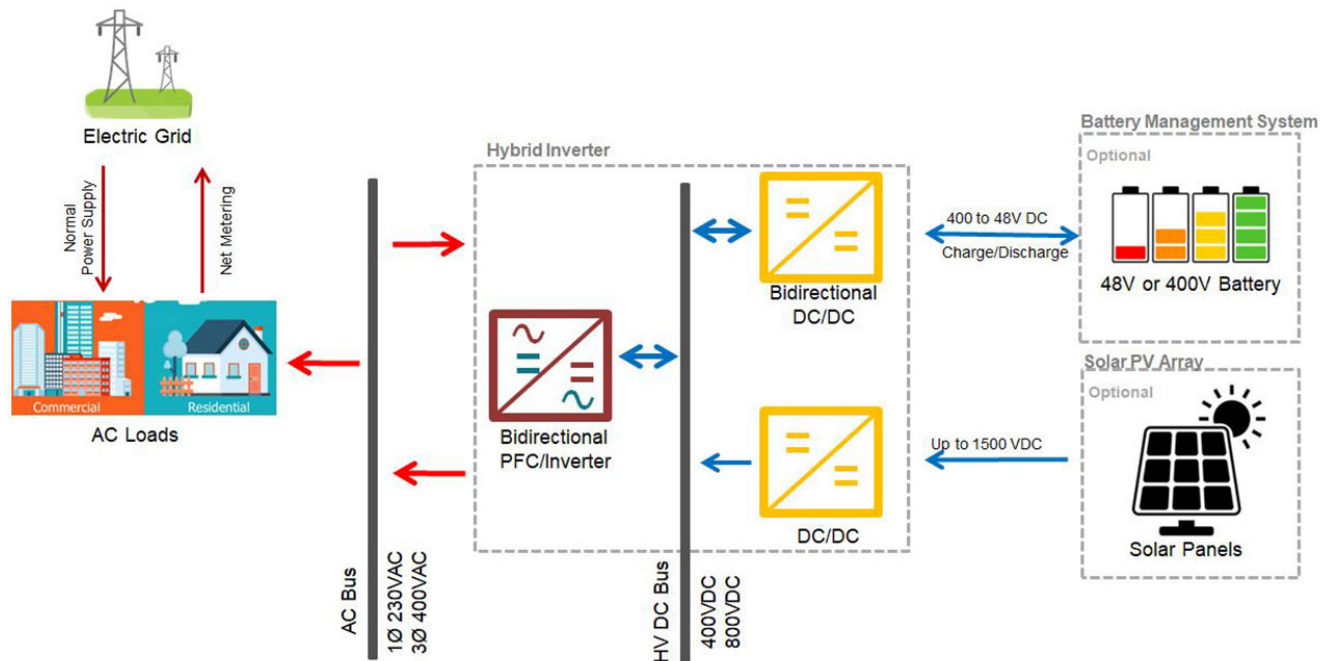 Electric Grid
Normal
Power Supply
Net Metering
Commercial
Residential
AC Loads
AC Bus
1Ø 230VAC
3Ø 400VAC
Hybrid Inverter
Bidirectional
PFC/Inverter
HV DC Bus
400VDC
800VDC
Bidirectional
DC/DC
DC/DC
400 to 48V DC
Charge/Discharge
Up to 1500 VDC
Battery Management System
Optional
48V or 400V Battery
Solar PV Array
Optional
Solar Panels